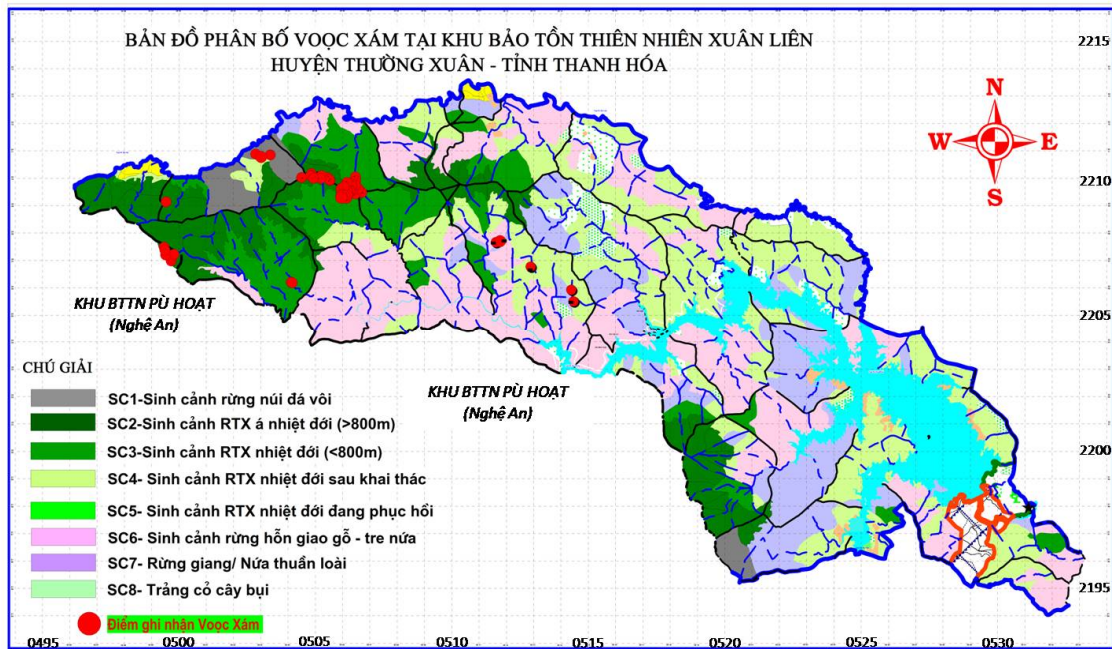 BẢN ĐỒ PHÂN BỐ VOỌC XÁM TẠI KHU BẢO TỒN THIÊN NHIÊN XUÂN LIÊN
HUYỆN THƯỜNG XUÂN - TỈNH THANH HÓA
N
W E
S
2215
2210
2205
2200
2195
KHU BTTN PÙ HOẠT
(Nghệ An)
KHU BTTN PÙ HOẠT
(Nghệ An)
CHÚ GIẢI
SC1-Sinh cảnh rừng núi đá vôi
SC2-Sinh cảnh RTX á nhiệt đới (>800m)
SC3-Sinh cảnh RTX nhiệt đới (<800m)
SC4- Sinh cảnh RTX nhiệt đới sau khai thác
SC5- Sinh cảnh RTX nhiệt đới đang phục hồi
SC6- Sinh cảnh rừng hỗn giao gỗ - tre nứa
SC7- Rừng giang/ Nứa thuần loài
SC8- Trảng cỏ cây bụi
Điểm ghi nhận Voọc Xám
0495 0500 0505 0510 0515 0520 0525 0530